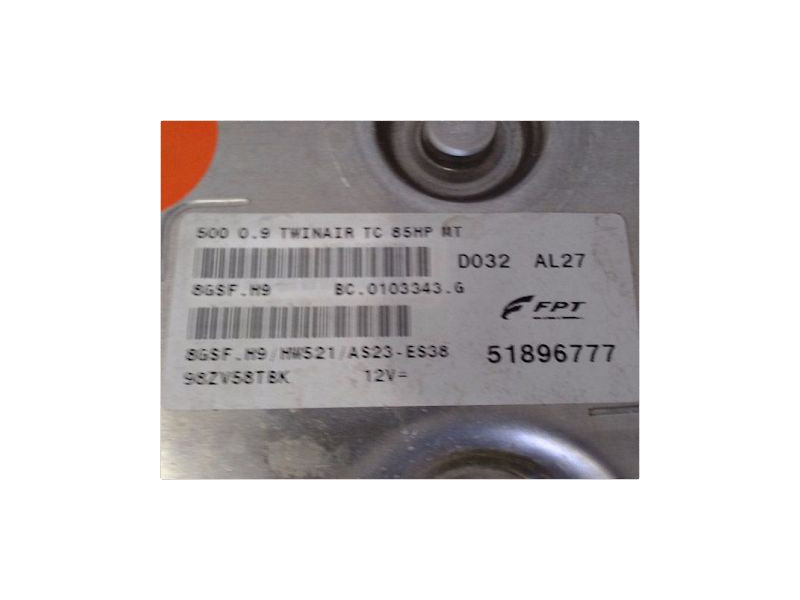 500 0.9 TWINAIR TC 85HP MT
D032 AL27
8GSF.H9 BC.0103343.G
FPT
8GSF.H9/HW521/AS23-ES38
51896777
98ZV58TBK 12V=